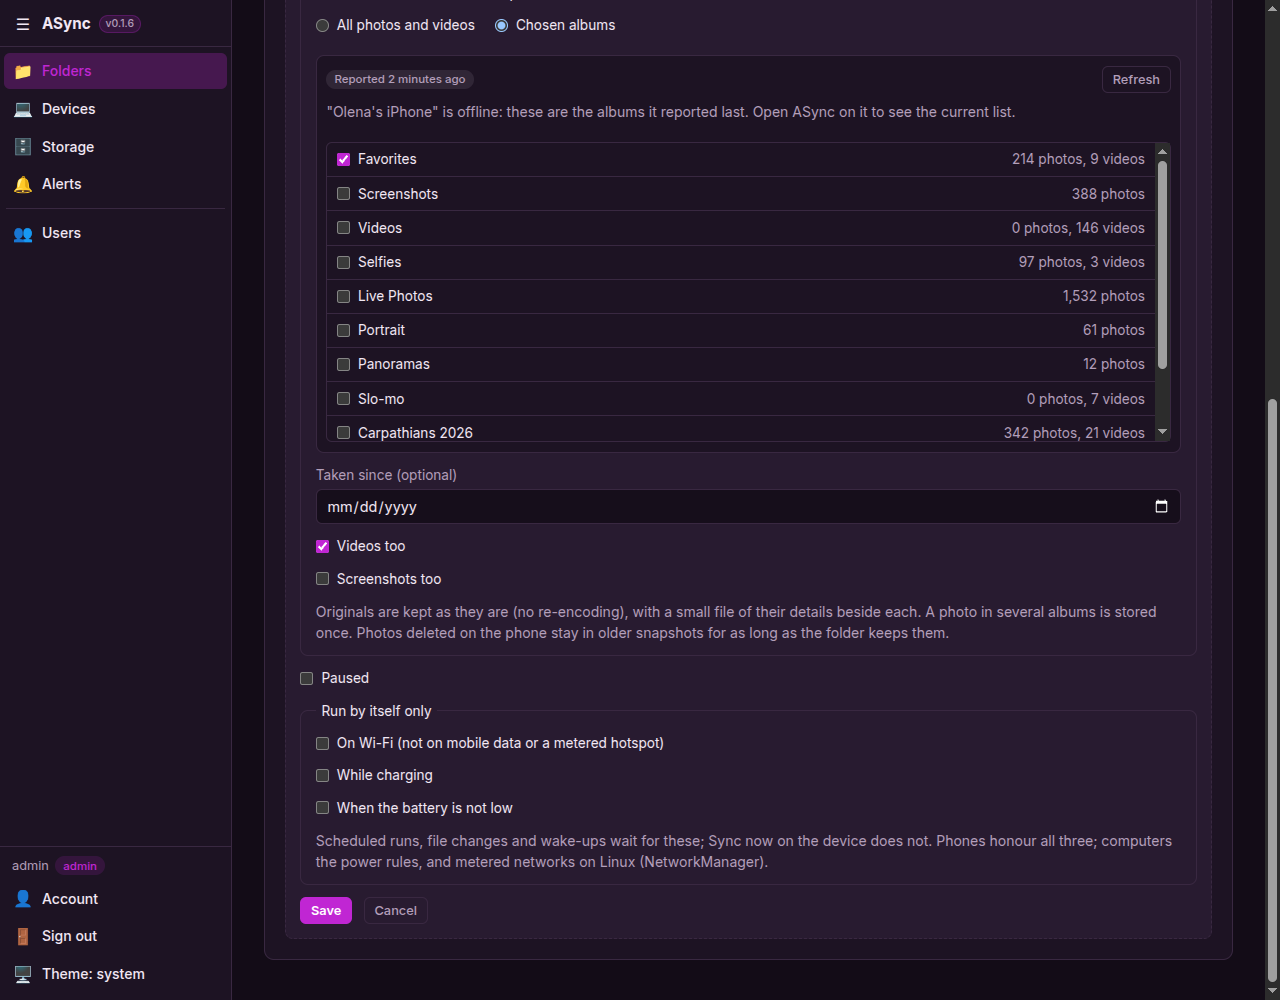 ☰ ASync v0.1.6
Folders
Devices
Storage
Alerts
Users
admin admin
Account
Sign out
Theme: system
All photos and videos Chosen albums
Reported 2 minutes ago Refresh
"Olena's iPhone" is offline: these are the albums it reported last. Open ASync on it to see the current list.
Favorites 214 photos, 9 videos
Screenshots 388 photos
Videos 0 photos, 146 videos
Selfies 97 photos, 3 videos
Live Photos 1,532 photos
Portrait 61 photos
Panoramas 12 photos
Slo-mo 0 photos, 7 videos
Carpathians 2026 342 photos, 21 videos
Taken since (optional)
mm/dd/yyyy
Videos too
Screenshots too
Originals are kept as they are (no re-encoding), with a small file of their details beside each. A photo in several albums is stored
once. Photos deleted on the phone stay in older snapshots for as long as the folder keeps them.
Paused
Run by itself only
On Wi-Fi (not on mobile data or a metered hotspot)
While charging
When the battery is not low
Scheduled runs, file changes and wake-ups wait for these; Sync now on the device does not. Phones honour all three; computers
the power rules, and metered networks on Linux (NetworkManager).
Save Cancel